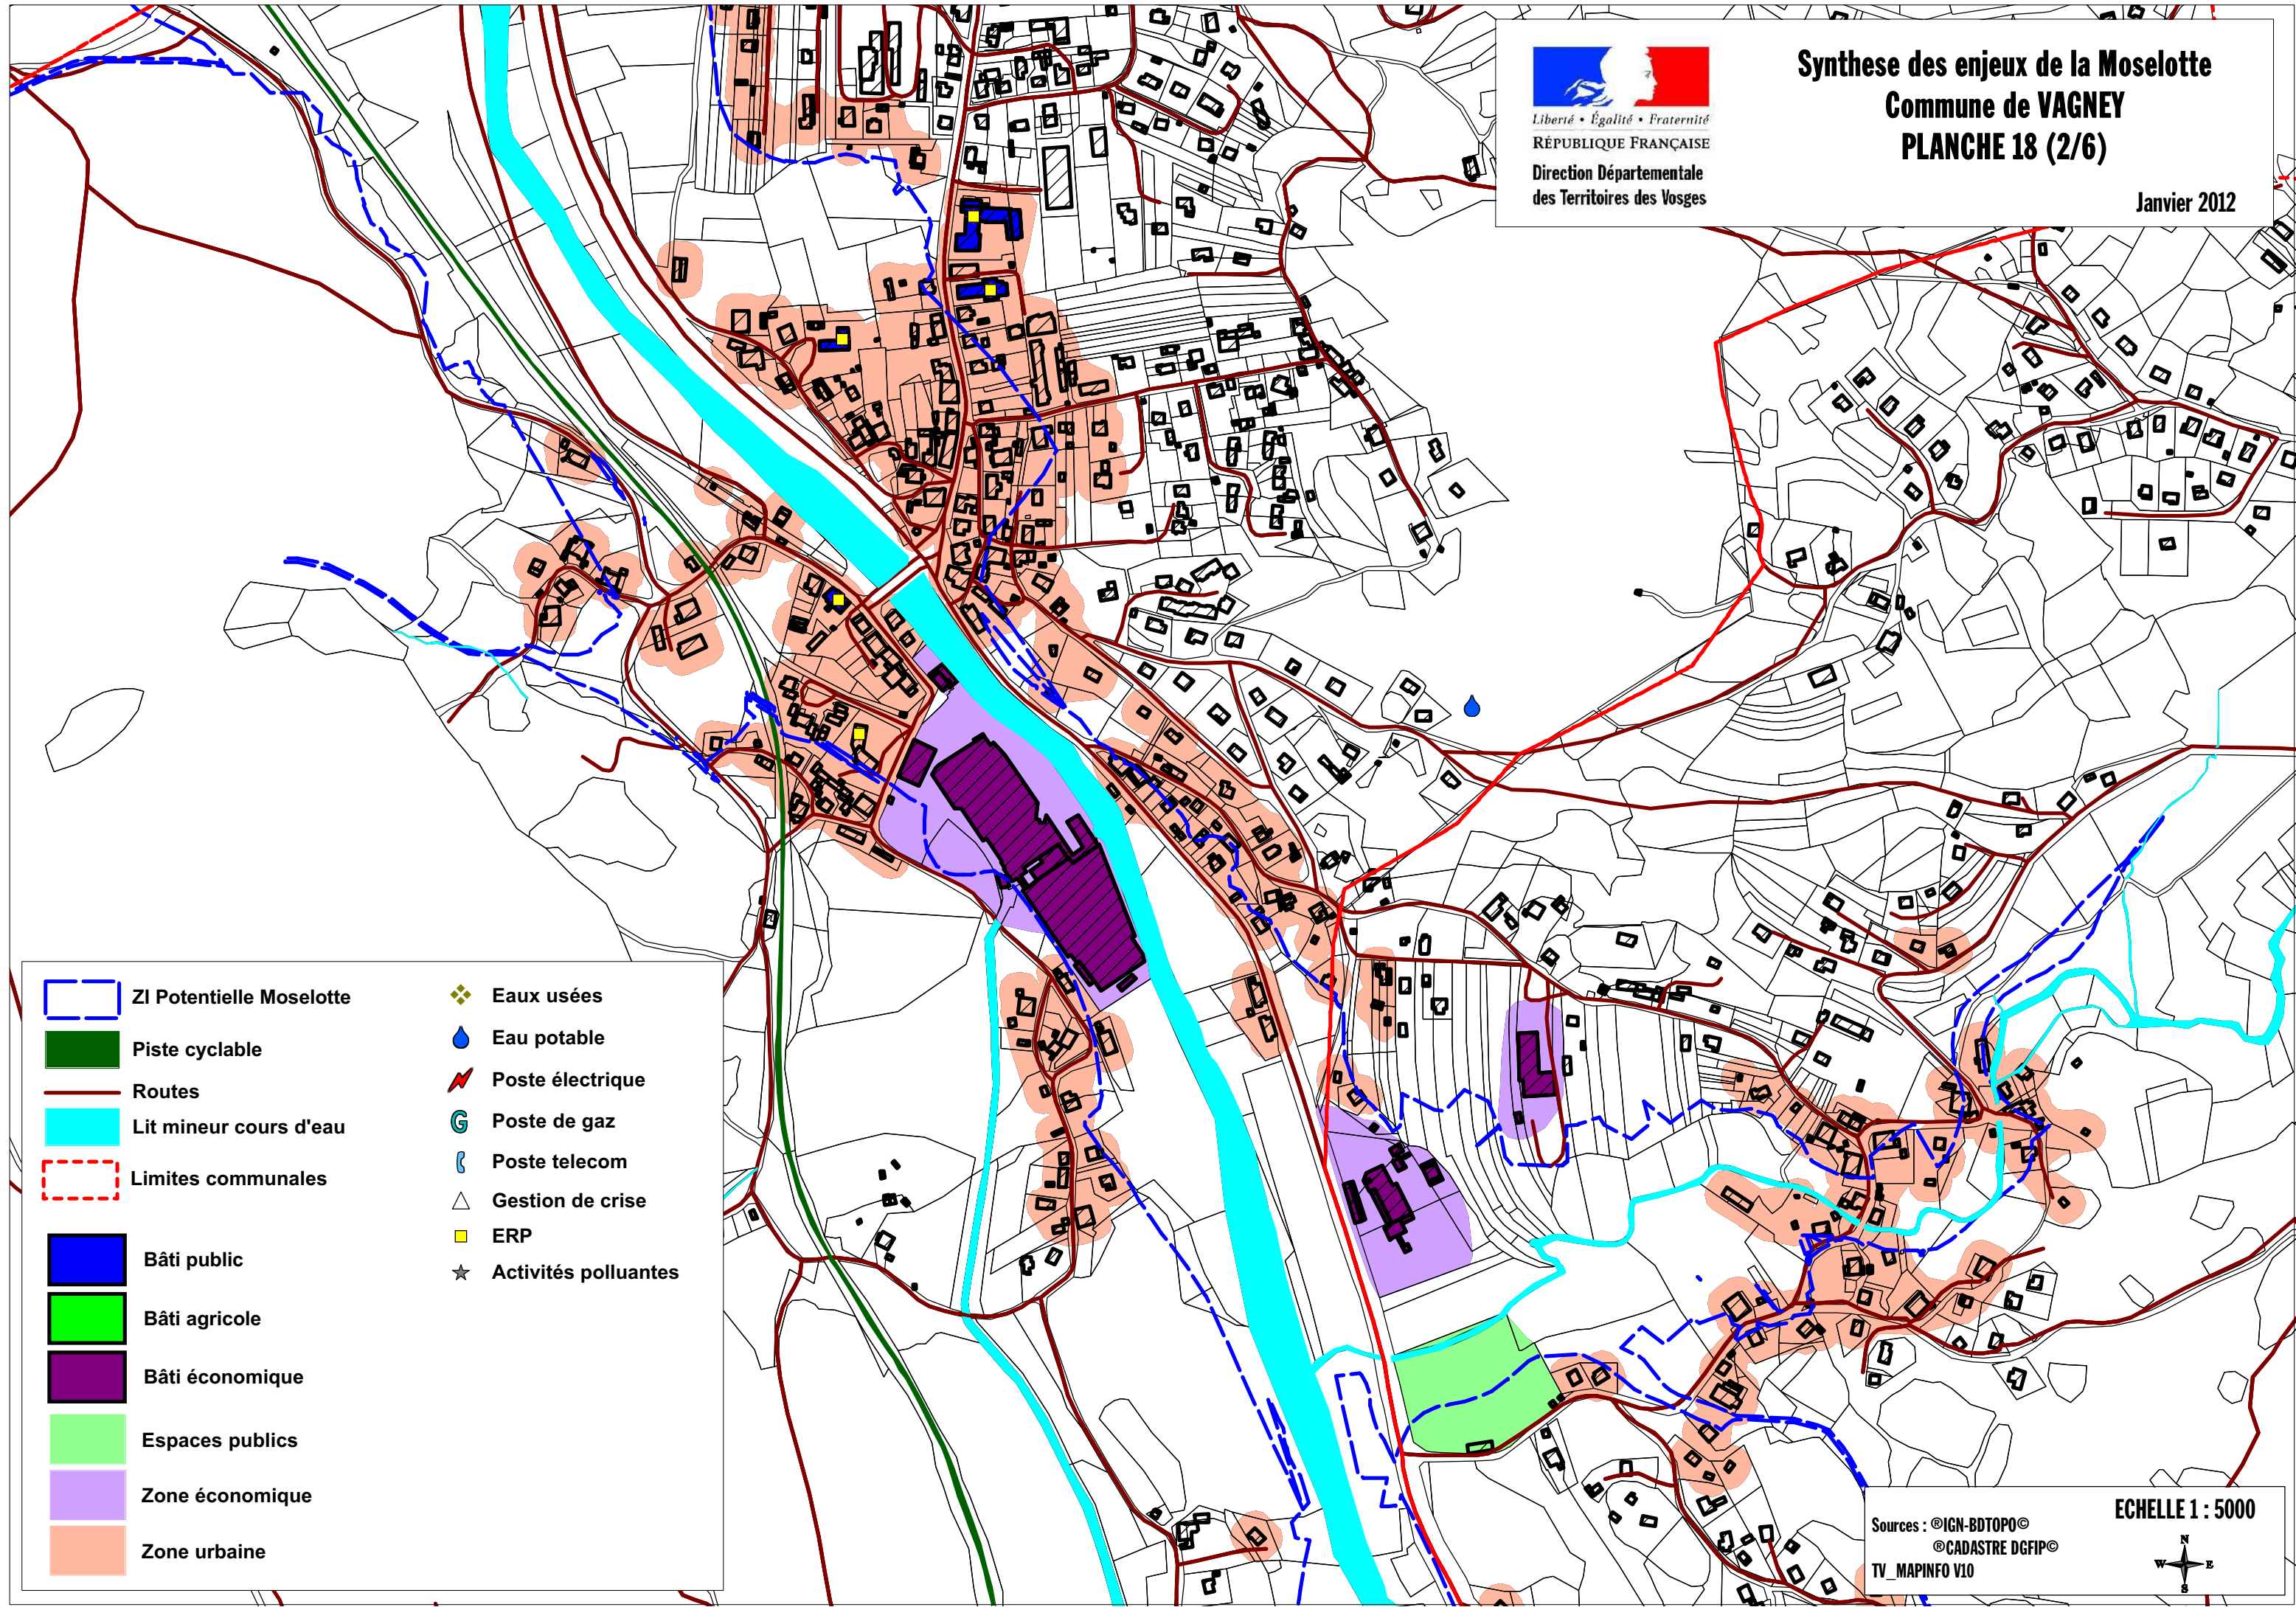 Synthese des enjeux de la Moselotte
Commune de VAGNEY
PLANCHE 18 (2/6)
Janvier 2012
Liberté • Égalité • Fraternité
RÉPUBLIQUE FRANÇAISE
Direction Départementale
des Territoires des Vosges
ZI Potentielle Moselotte
Piste cyclable
Routes
Lit mineur cours d'eau
Limites communales
Bâti public
Bâti agricole
Bâti économique
Espaces publics
Zone économique
Zone urbaine
Eaux usées
Eau potable
Poste électrique
G Poste de gaz
Poste telecom
Gestion de crise
ERP
Activités polluantes
ECHELLE 1 : 5000
Sources : ®IGN-BDTOPO©
®CADASTRE DGFIP©
TV_MAPINFO V10
N
W E
S